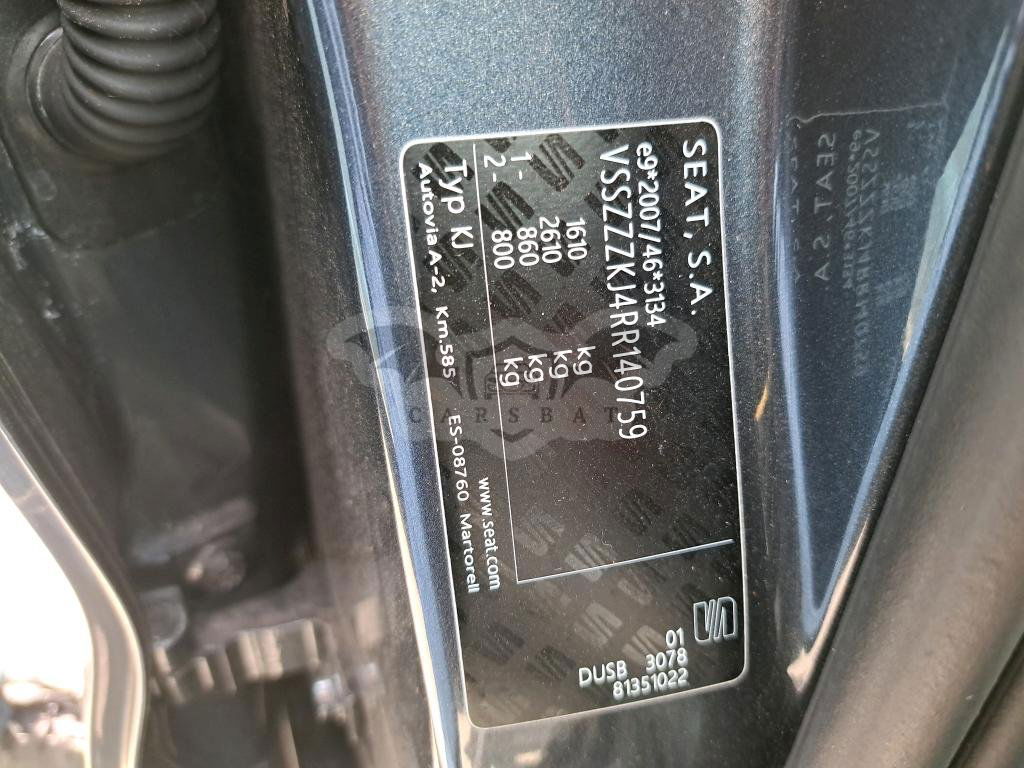 SEAT, S.A.
e9*2007/46*3134
VSSZZZKJ4RR140759
1610 kg
2610 kg
1- 860 kg
2- 800 kg
Typ KJ
www.seat.com
Autovia A-2, Km.585 ES-08760 Martorell
01
DUSB 3078
81351022
CARSBAT